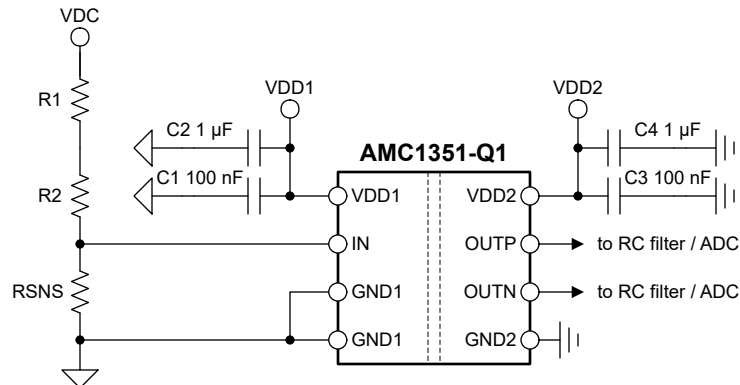 VDC
R1
VDD1
VDD2
C2 1 µF
C4 1 µF
AMC1351-Q1
C1 100 nF
C3 100 nF
R2
VDD1
VDD2
IN
OUTP
to RC filter / ADC
RSNS
GND1
OUTN
to RC filter / ADC
GND1
GND2